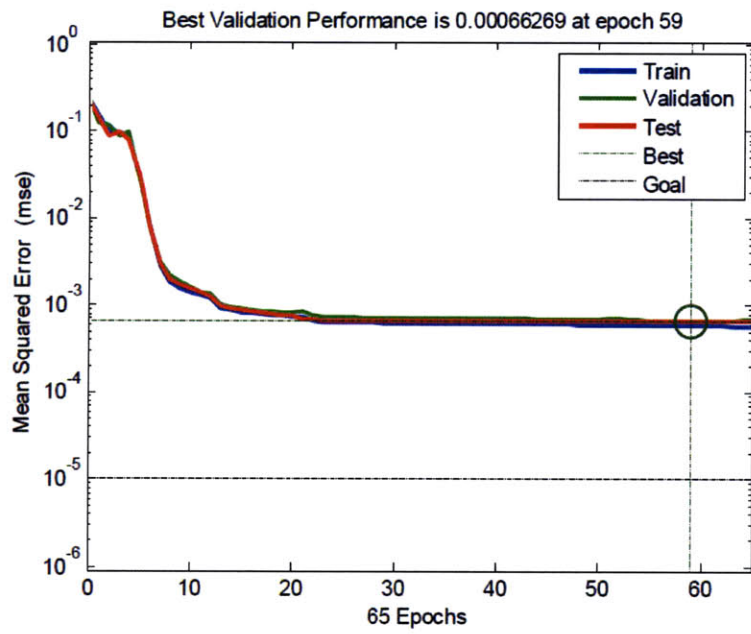 Best Validation Performance is 0.00066269 at epoch 59
Mean Squared Error (mse)
10^0
10^-1
10^-2
10^-3
10^-4
10^-5
10^-6
Train
Validation
Test
Best
Goal
0 10 20 30 40 50 60
65 Epochs